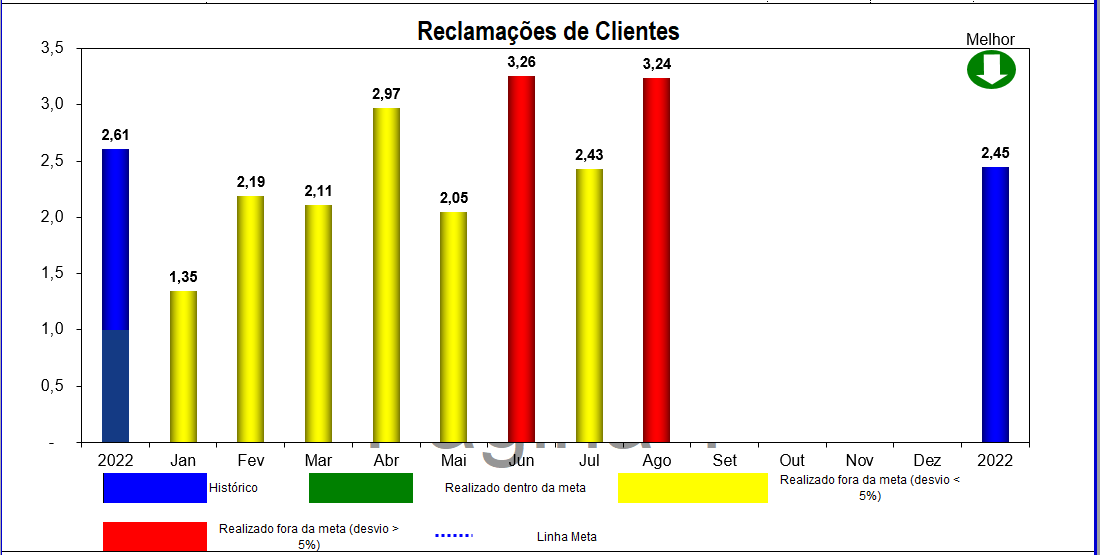 Reclamações de Clientes
Melhor
3,5
3,0
2,5
2,0
1,5
1,0
0,5
-
2,61
1,35
2,19
2,11
2,97
2,05
3,26
2,43
3,24
2,45
2022 Jan Fev Mar Abr Mai Jun Jul Ago Set Out Nov Dez 2022
Histórico
Realizado dentro da meta
Realizado fora da meta (desvio <
5%)
Realizado fora da meta (desvio >
5%)
Linha Meta